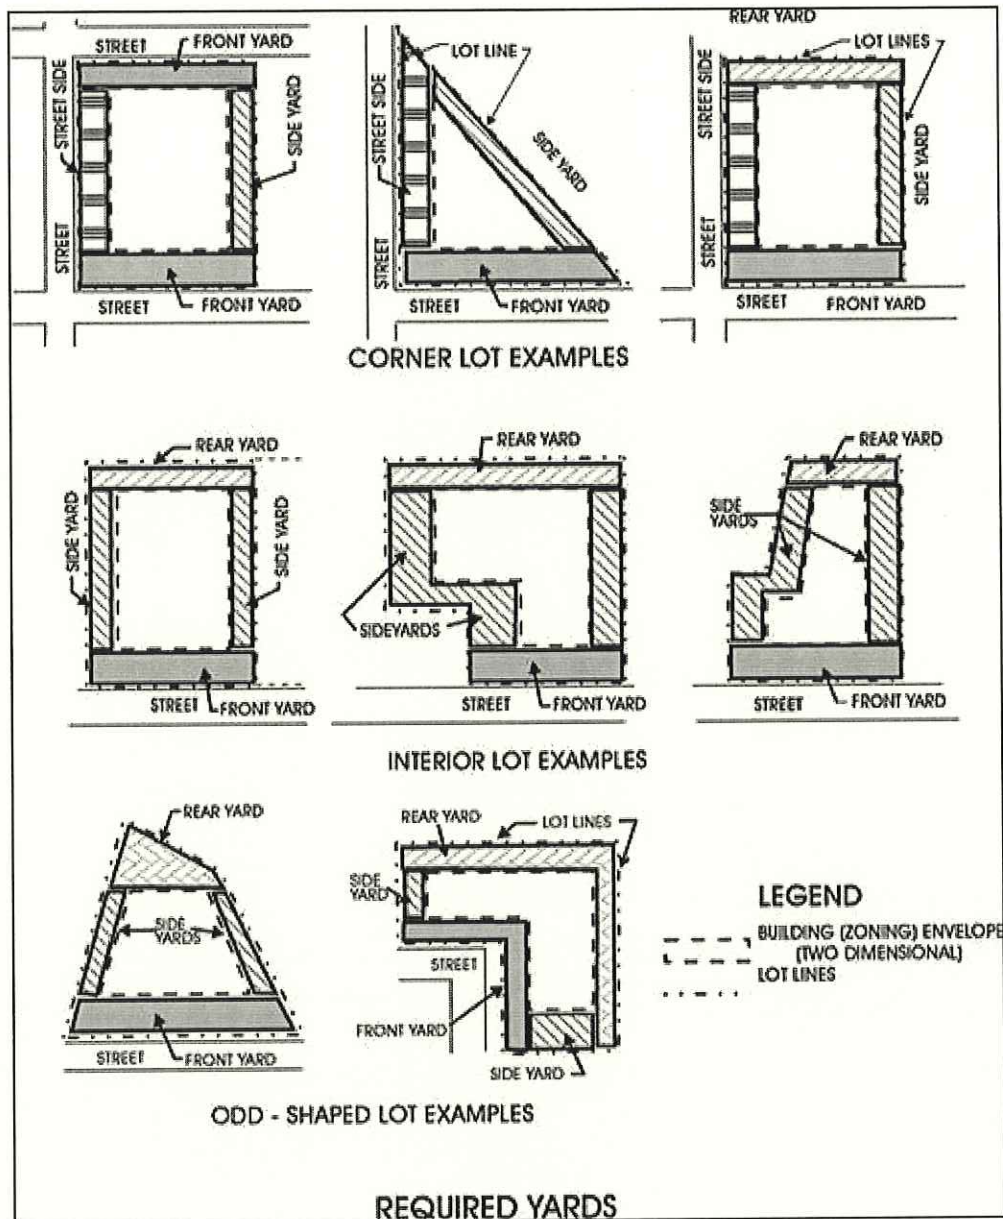 STREET
FRONT YARD
STREET SIDE
STREET
SIDE YARD
STREET
FRONT YARD
LOT LINE
STREET SIDE
STREET
SIDE YARD
STREET
FRONT YARD
REAR YARD
LOT LINES
STREET SIDE
STREET
SIDE YARD
STREET
FRONT YARD
CORNER LOT EXAMPLES
REAR YARD
SIDE YARD
SIDE YARD
STREET
FRONT YARD
REAR YARD
SIDEYARDS
STREET
FRONT YARD
REAR YARD
SIDE
YARDS
STREET
FRONT YARD
INTERIOR LOT EXAMPLES
REAR YARD
SIDE
YARDS
STREET
FRONT YARD
REAR YARD
LOT LINES
SIDE
YARD
STREET
FRONT YARD
SIDE YARD
LEGEND
BUILDING (ZONING) ENVELOPE
(TWO DIMENSIONAL)
LOT LINES
ODD - SHAPED LOT EXAMPLES
REQUIRED YARDS